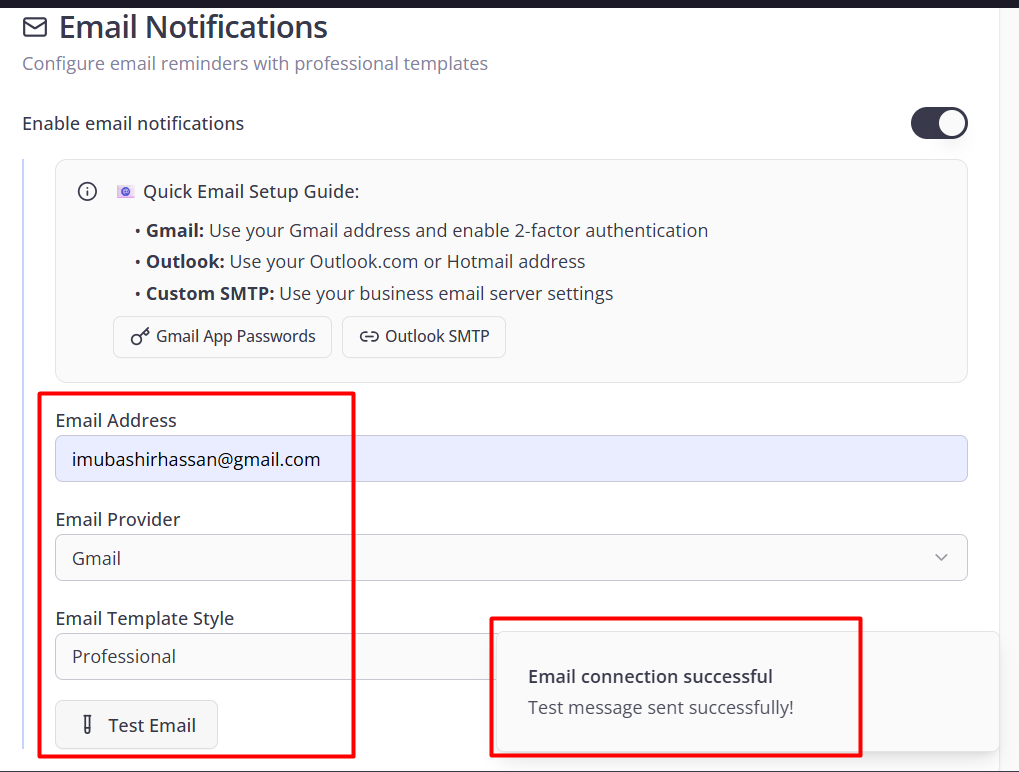 Email Notifications
Configure email reminders with professional templates
Enable email notifications
Quick Email Setup Guide:
• Gmail: Use your Gmail address and enable 2-factor authentication
• Outlook: Use your Outlook.com or Hotmail address
• Custom SMTP: Use your business email server settings
Gmail App Passwords
Outlook SMTP
Email Address
imubashirhassan@gmail.com
Email Provider
Gmail
Email Template Style
Professional
Email connection successful
Test message sent successfully!
Test Email